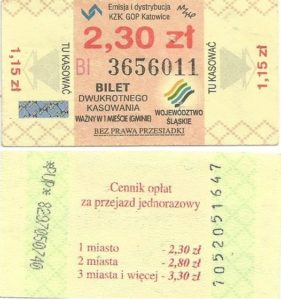 Emisja i dystrybucja
KZK GOP Katowice
2,30 zł
BI 3656011
1,15 zł
TU KASOWAĆ
TU KASOWAĆ
1,15 zł
BILET
DWUKROTNEGO
KASOWANIA
WAŻNY W 1 MIEŚCIE (GMINIE)
BEZ PRAWA PRZESIADKI
WOJEWÓDZTWO
ŚLĄSKIE
*PUP* 8297050740
Cennik opłat
za przejazd jednorazowy
1 miasto - 2,30 zł
2 miasta - 2,80 zł
3 miasta i więcej - 3,30 zł
7052051647